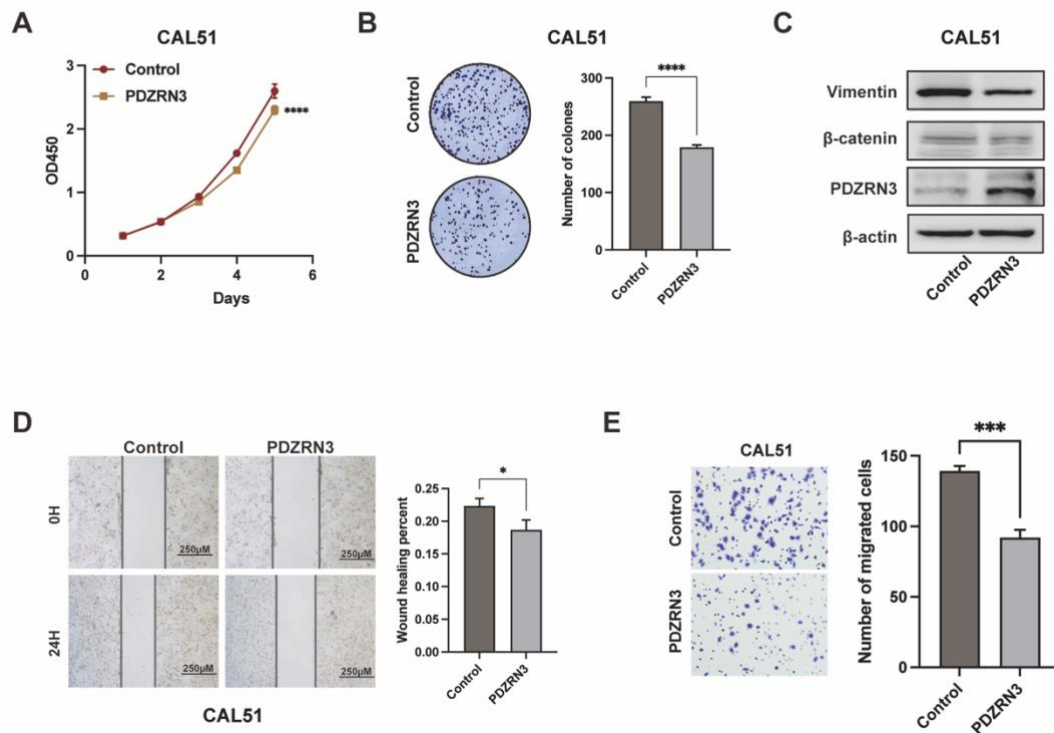 A
CAL51
Control
PDZRN3
OD450
3
2
1
0
****
0
2
4
6
Days
B
CAL51
Control
PDZRN3
Number of colones
300
200
100
0
****
Control
PDZRN3
C
CAL51
Vimentin
β-catenin
PDZRN3
β-actin
Control
PDZRN3
D
Control
PDZRN3
0H
250μM
250μM
24H
250μM
250μM
CAL51
Wound healing percent
0.25
0.20
0.15
0.10
0.05
0.00
*
Control
PDZRN3
E
CAL51
Control
PDZRN3
Number of migrated cells
150
100
50
0
***
Control
PDZRN3